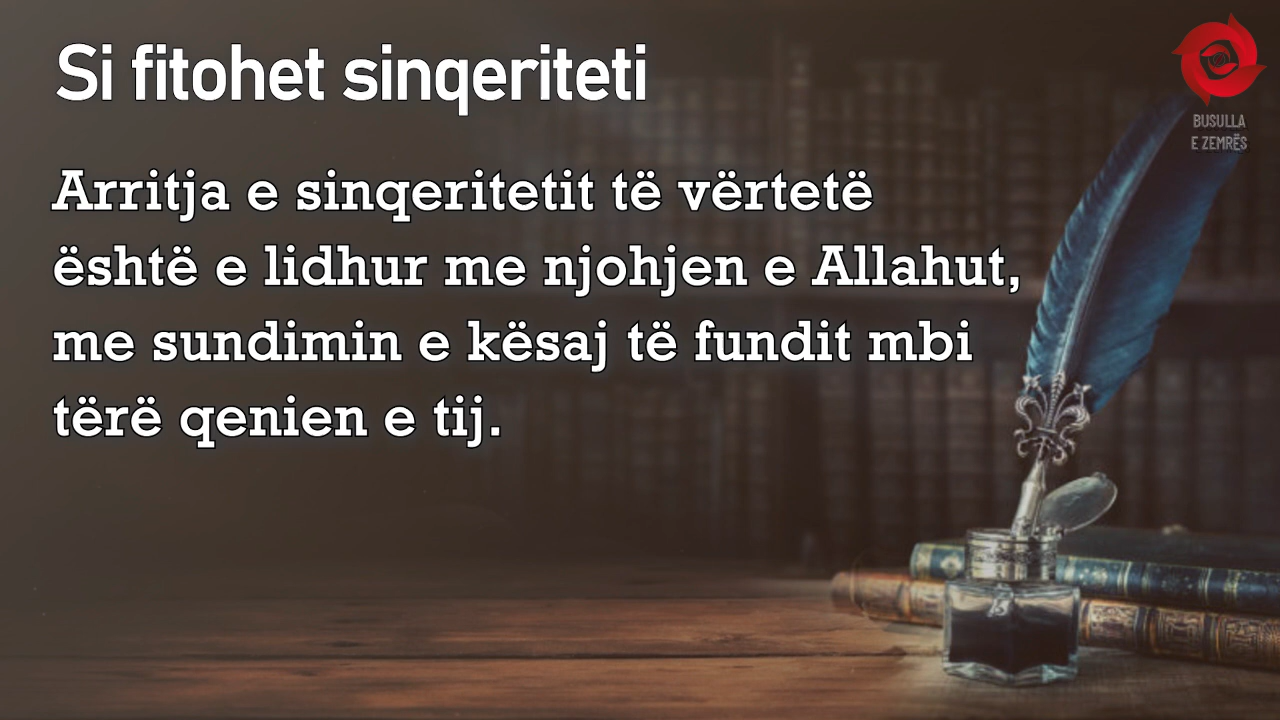 Si fitohet sinqeriteti
BUSULLA
E ZEMRËS
Arritja e sinqeritetit të vërtetë
është e lidhur me njohjen e Allahut,
me sundimin e kësaj të fundit mbi
tërë qenien e tij.